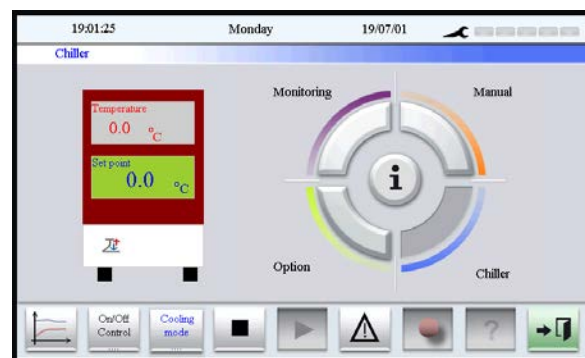 19:01:25 Monday 19/07/01
Chiller
Monitoring Manual
Temperature
0.0 °C
Set point
0.0 °C
i
Option Chiller
On/Off
Control
....
Cooling
mode
....
?